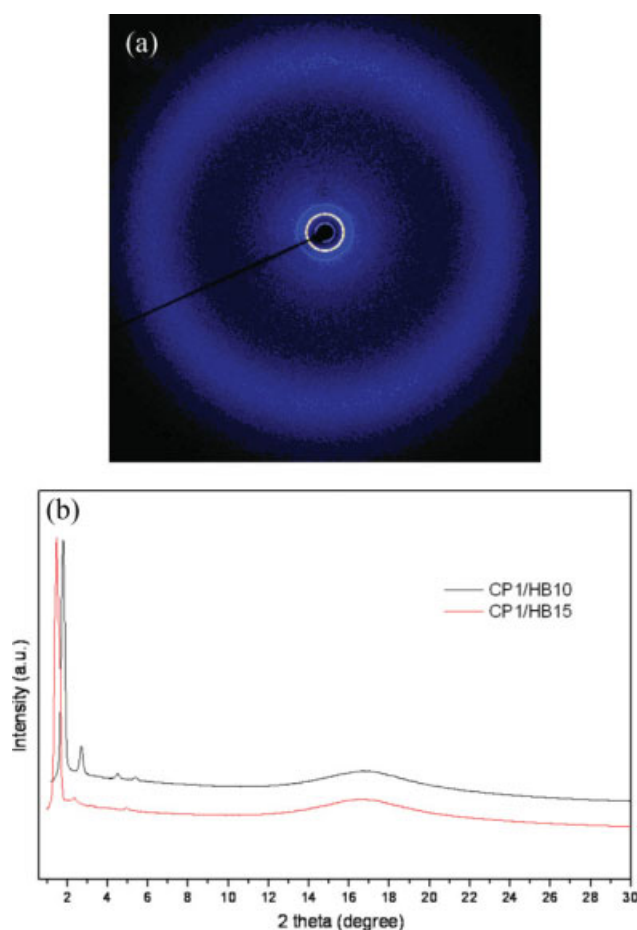 (a)
(b)
CP1/HB10
CP1/HB15
Intensity (a.u.)
2 4 6 8 10 12 14 16 18 20 22 24 26 28 30
2 theta (degree)